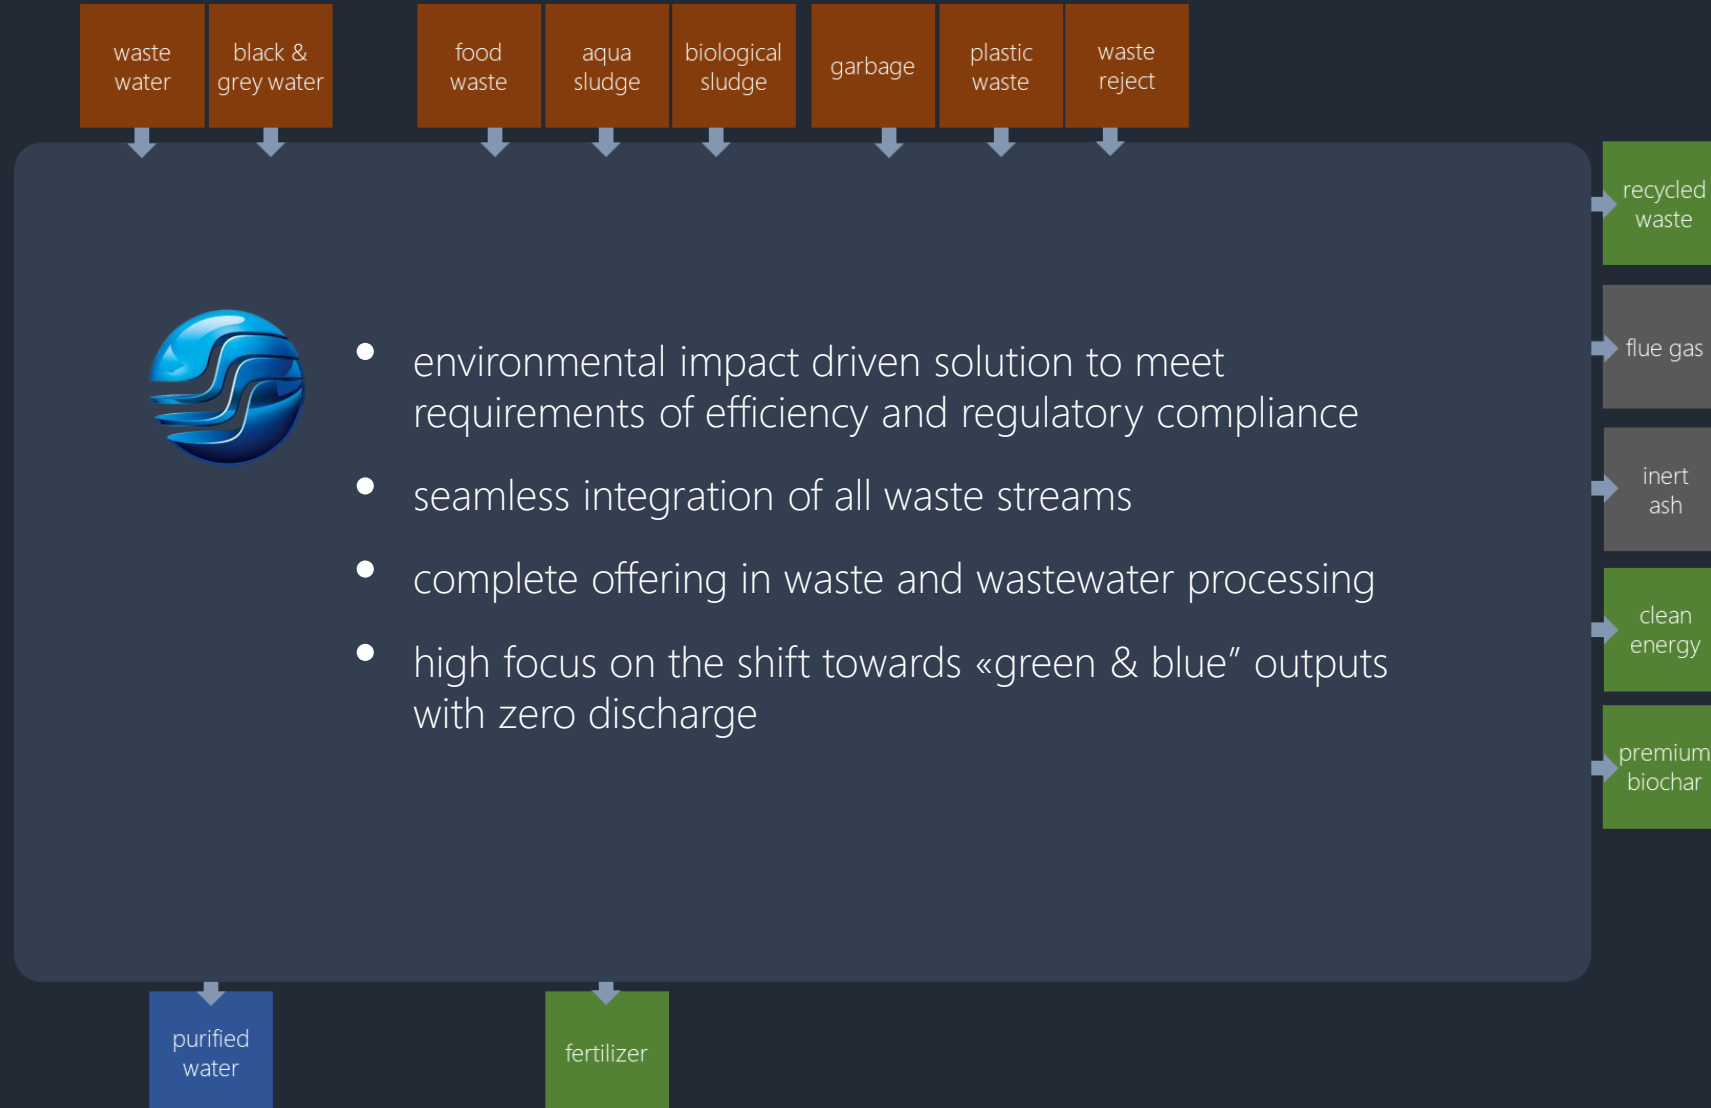 waste
water
black &
grey water
food
waste
aqua
sludge
biological
sludge
garbage
plastic
waste
waste
reject
recycled
waste
flue gas
inert
ash
clean
energy
premium
biochar
• environmental impact driven solution to meet
requirements of efficiency and regulatory compliance
• seamless integration of all waste streams
• complete offering in waste and wastewater processing
• high focus on the shift towards «green & blue” outputs
with zero discharge
purified
water
fertilizer